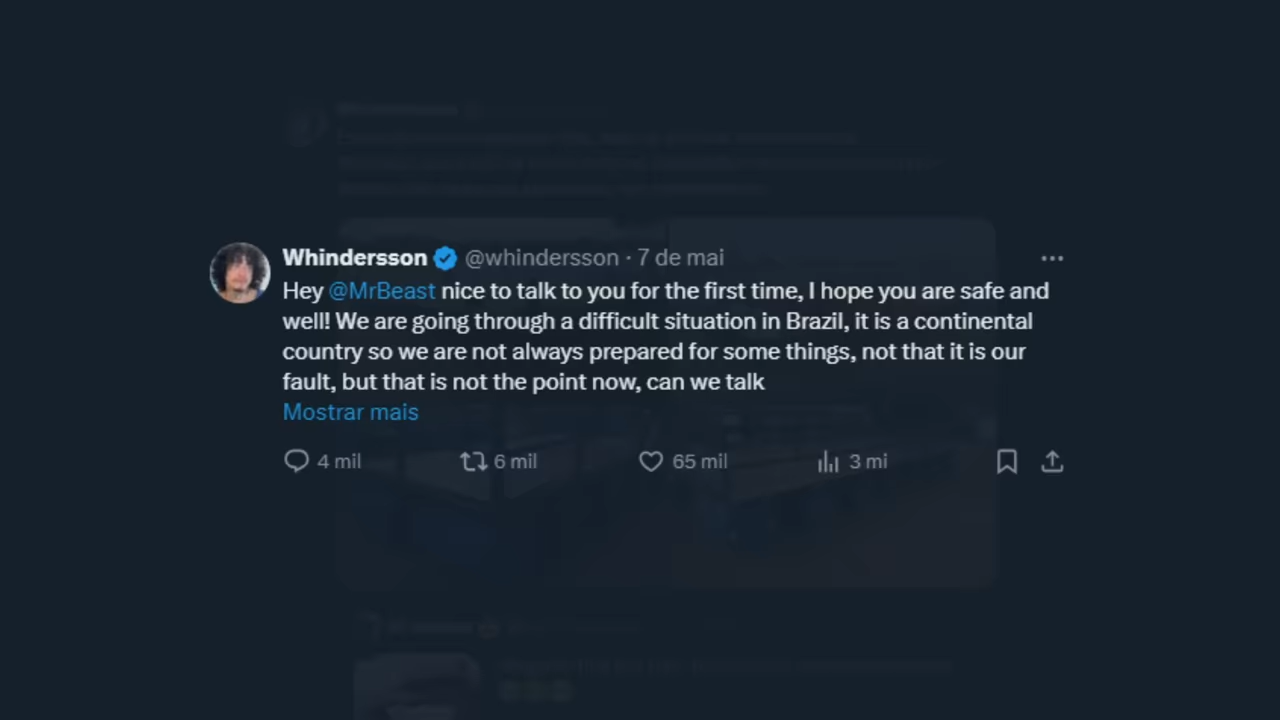 Whindersson @whindersson · 7 de mai
Hey @MrBeast nice to talk to you for the first time, I hope you are safe and
well! We are going through a difficult situation in Brazil, it is a continental
country so we are not always prepared for some things, not that it is our
fault, but that is not the point now, can we talk
Mostrar mais
4 mil 6 mil 65 mil 3 mi